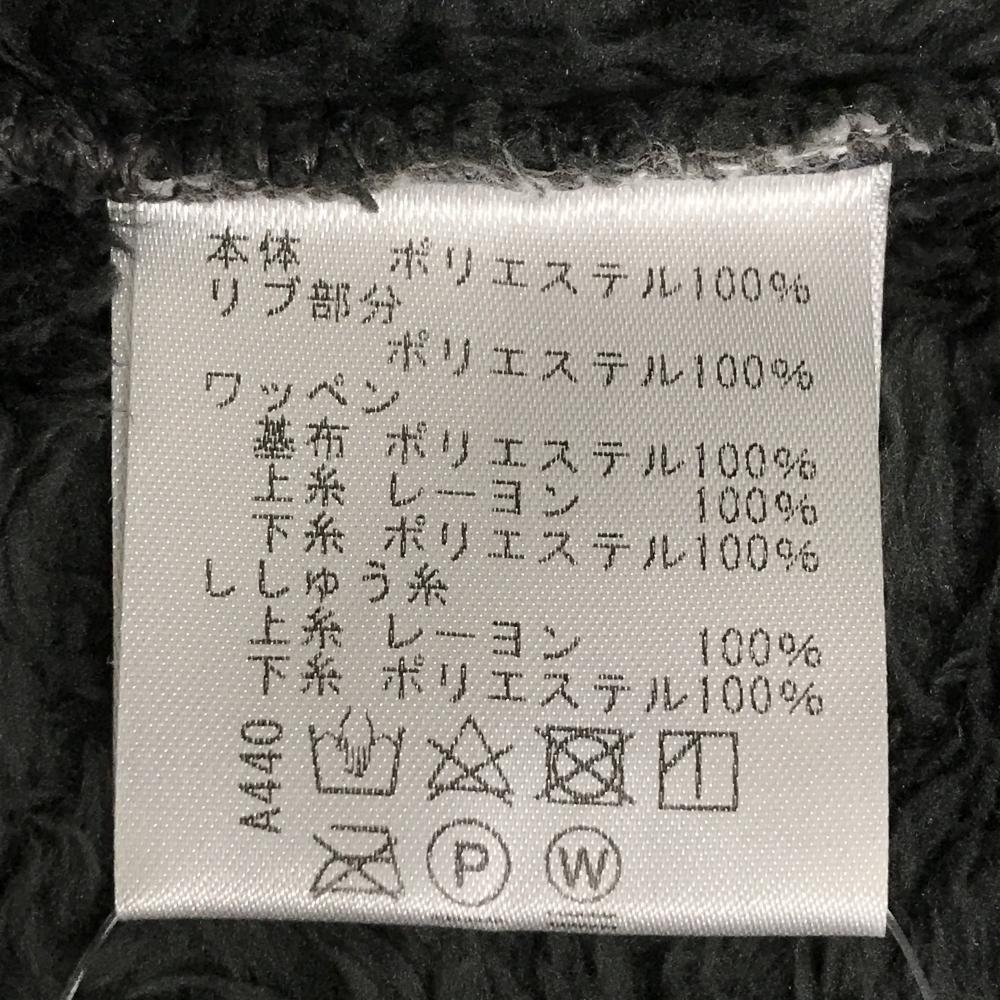 本体 ポリエステル100%
リブ部分
ポリエステル100%
ワッペン
基布 ポリエステル100%
上糸 レーヨン 100%
下糸 ポリエステル100%
ししゅう糸
上糸 レーヨン 100%
下糸 ポリエステル100%
A440
P
W